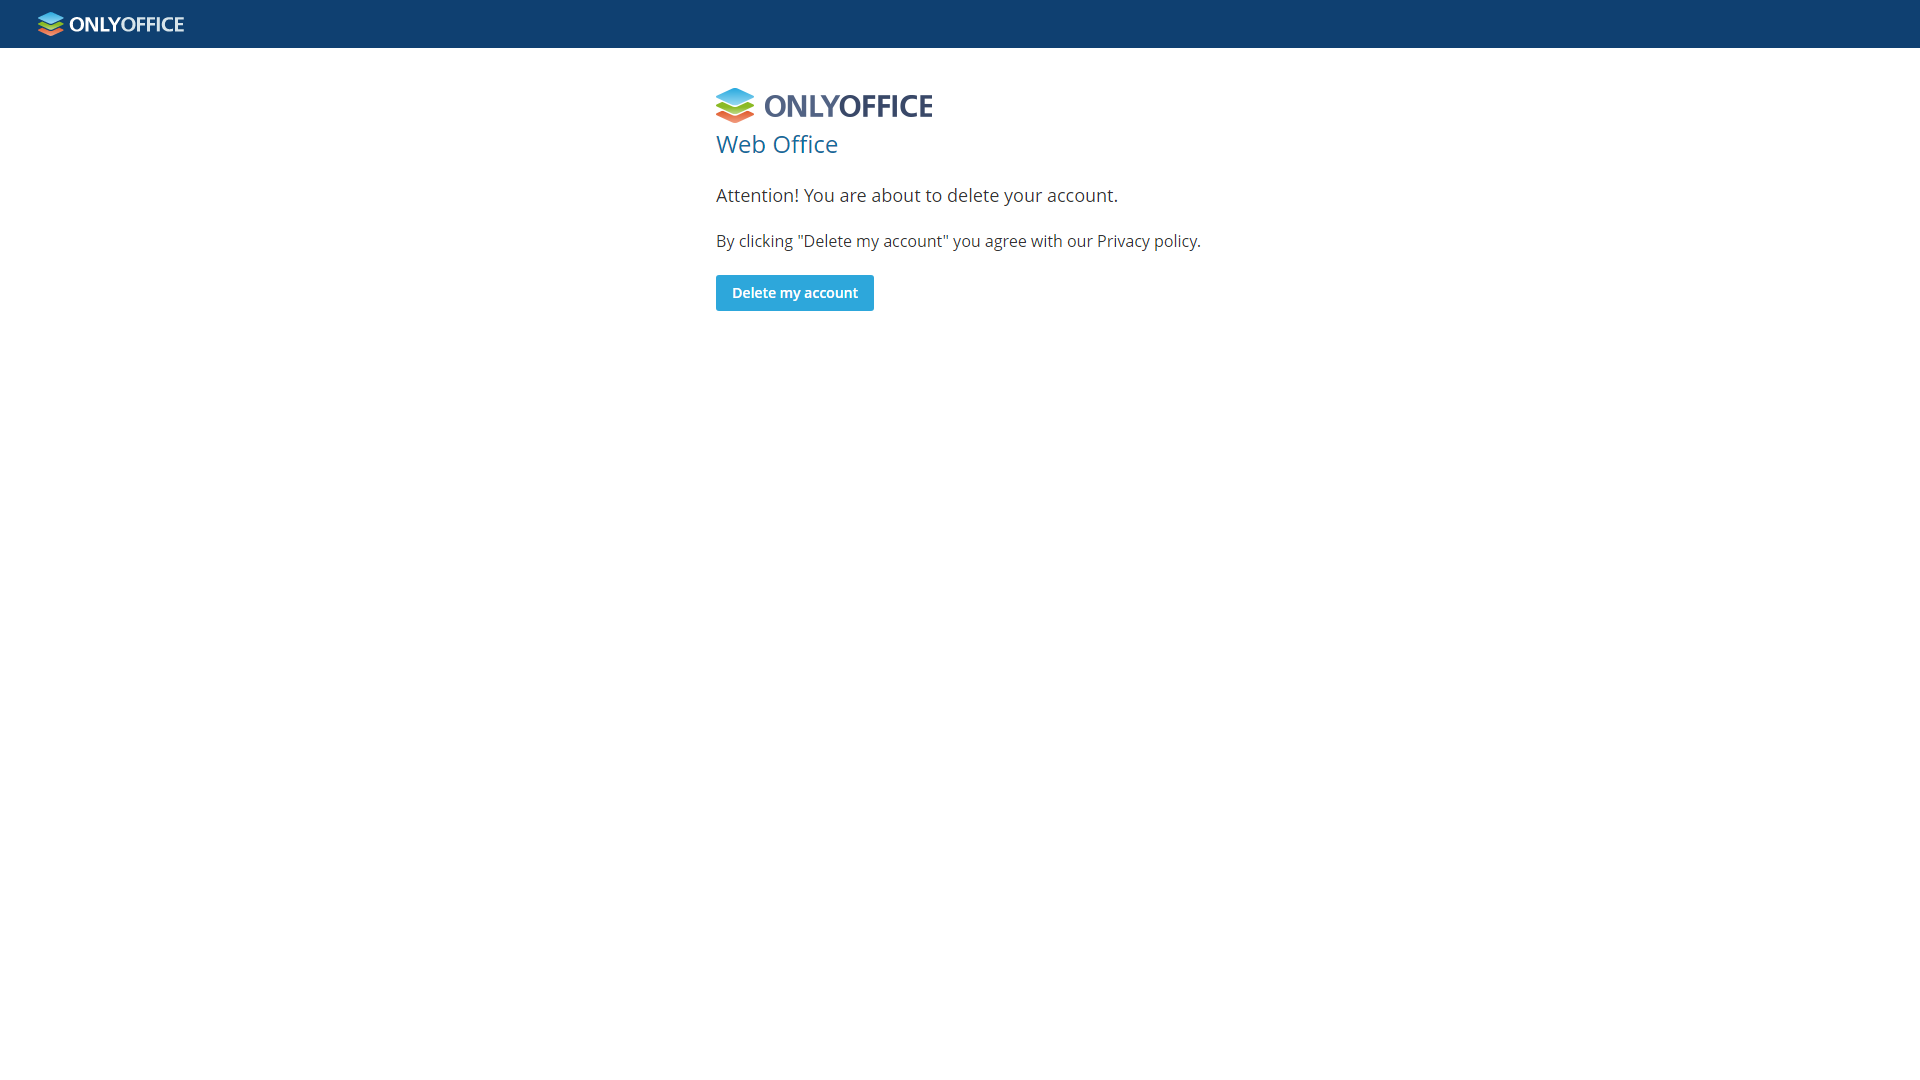 ONLYOFFICE
ONLYOFFICE
Web Office
Attention! You are about to delete your account.
By clicking "Delete my account" you agree with our Privacy policy.
Delete my account